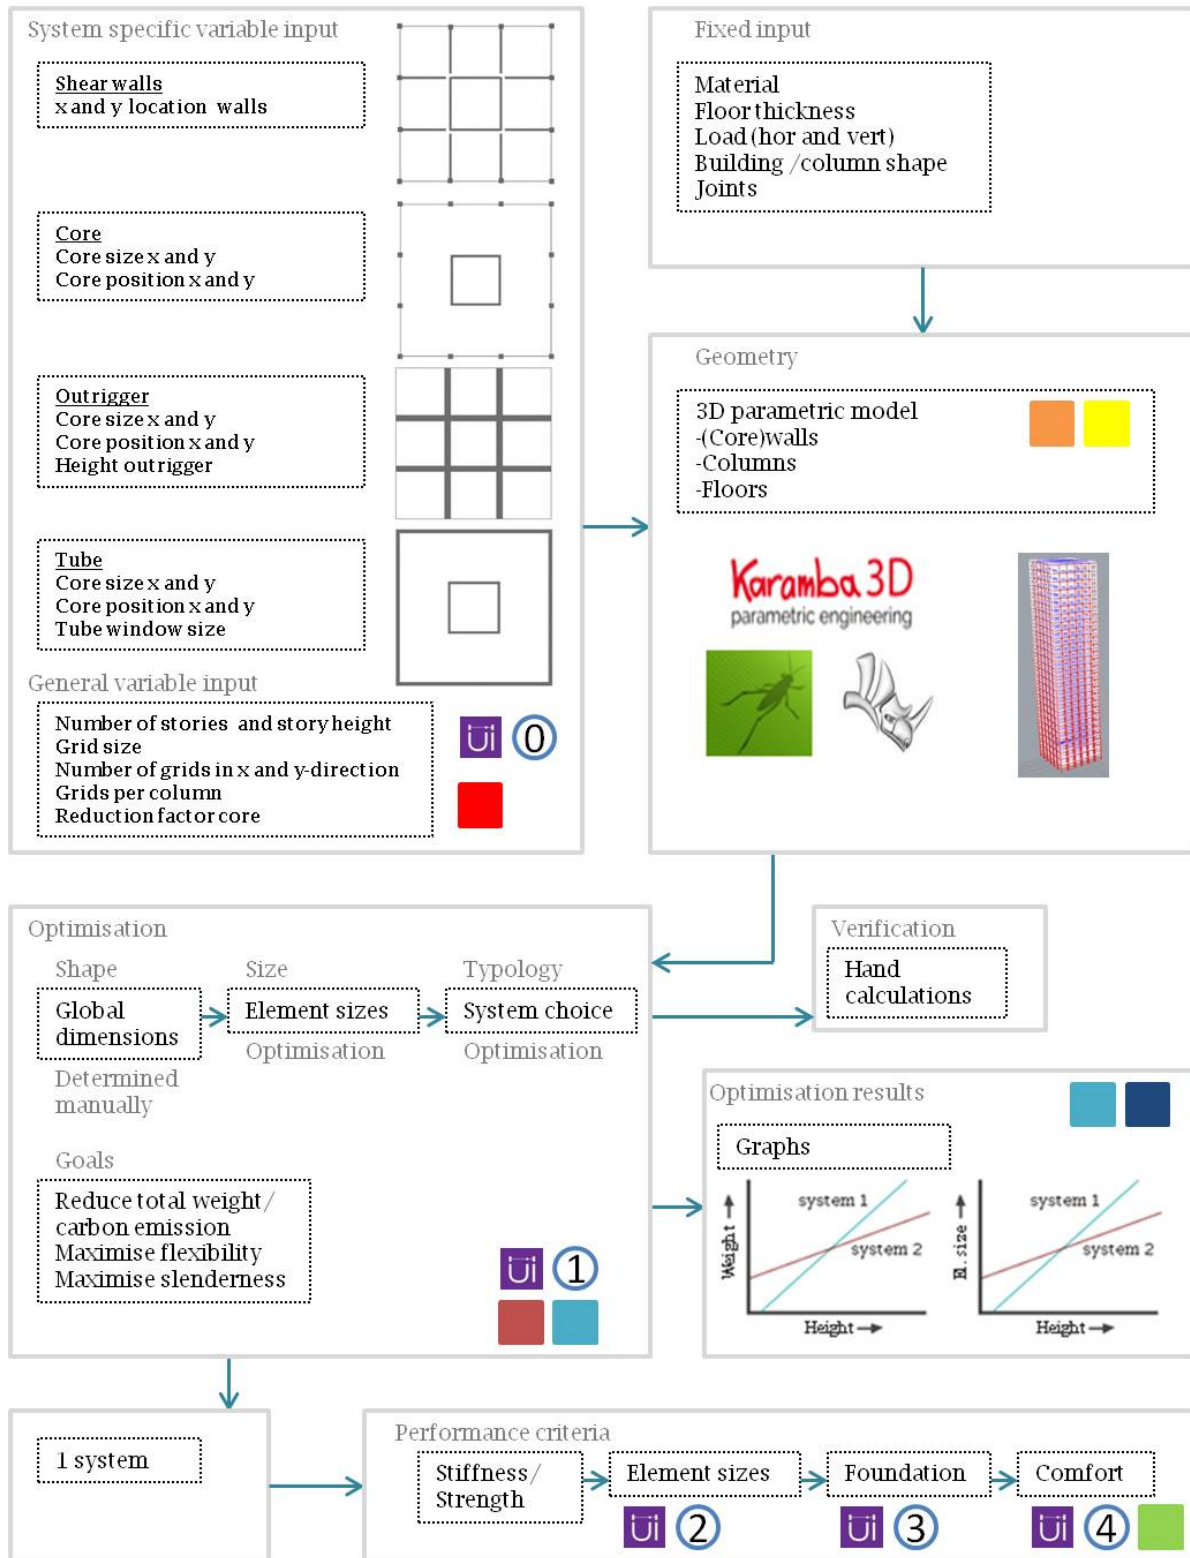 System specific variable input
Shear walls
x and y location walls
Core
Core size x and y
Core position x and y
Outrigger
Core size x and y
Core position x and y
Height outrigger
Tube
Core size x and y
Core position x and y
Tube window size
General variable input
Number of stories and story height
Grid size
Number of grids in x and y-direction
Grids per column
Reduction factor core
Ui 0
Fixed input
Material
Floor thickness
Load (hor and vert)
Building /column shape
Joints
Geometry
3D parametric model
-(Core)walls
-Columns
-Floors
Karamba 3D
parametric engineering
Optimisation
Shape
Global
dimensions
Determined
manually
Size
Element sizes
Optimisation
Typology
System choice
Optimisation
Goals
Reduce total weight/
carbon emission
Maximise flexibility
Maximise slenderness
Ui 1
Verification
Hand
calculations
Optimisation results
Graphs
Weight
system 1
system 2
Height
El. size
system 1
system 2
Height
1 system
Performance criteria
Stiffness/
Strength
Element sizes
Ui 2
Foundation
Ui 3
Comfort
Ui 4